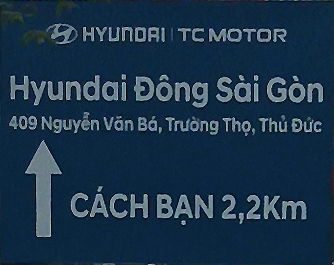 HYUNDAI | TC MOTOR
Hyundai Đông Sài Gòn
409 Nguyễn Văn Bá, Trường Thọ, Thủ Đức
CÁCH BẠN 2,2Km